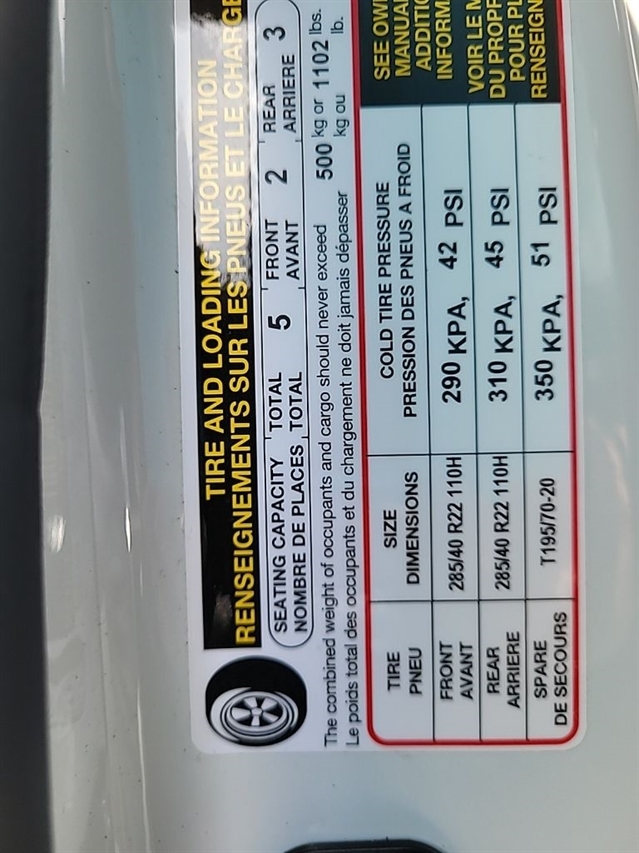 TIRE AND LOADING INFORMATION
RENSEIGNEMENTS SUR LES PNEUS ET LE CHARGE
SEATING CAPACITY TOTAL 5 FRONT 2 REAR 3
NOMBRE DE PLACES TOTAL AVANT ARRIERE
The combined weight of occupants and cargo should never exceed 500 kg or 1102 lbs.
Le poids total des occupants et du chargement ne doit jamais dépasser kg ou lb.
TIRE SIZE COLD TIRE PRESSURE
PNEU DIMENSIONS PRESSION DES PNEUS A FROID
FRONT
AVANT 285/40 R22 110H 290 KPA, 42 PSI
REAR
ARRIERE 285/40 R22 110H 310 KPA, 45 PSI
SPARE
DE SECOURS T195/70-20 350 KPA, 51 PSI
SEE OWN
MANUA
ADDITIO
INFORMA
VOIR LE M
DU PROPR
POUR PL
RENSEIGN